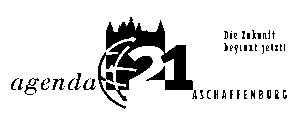 Die Zukunft
beginnt jetzt!
agenda 21
ASCHAFFENBURG